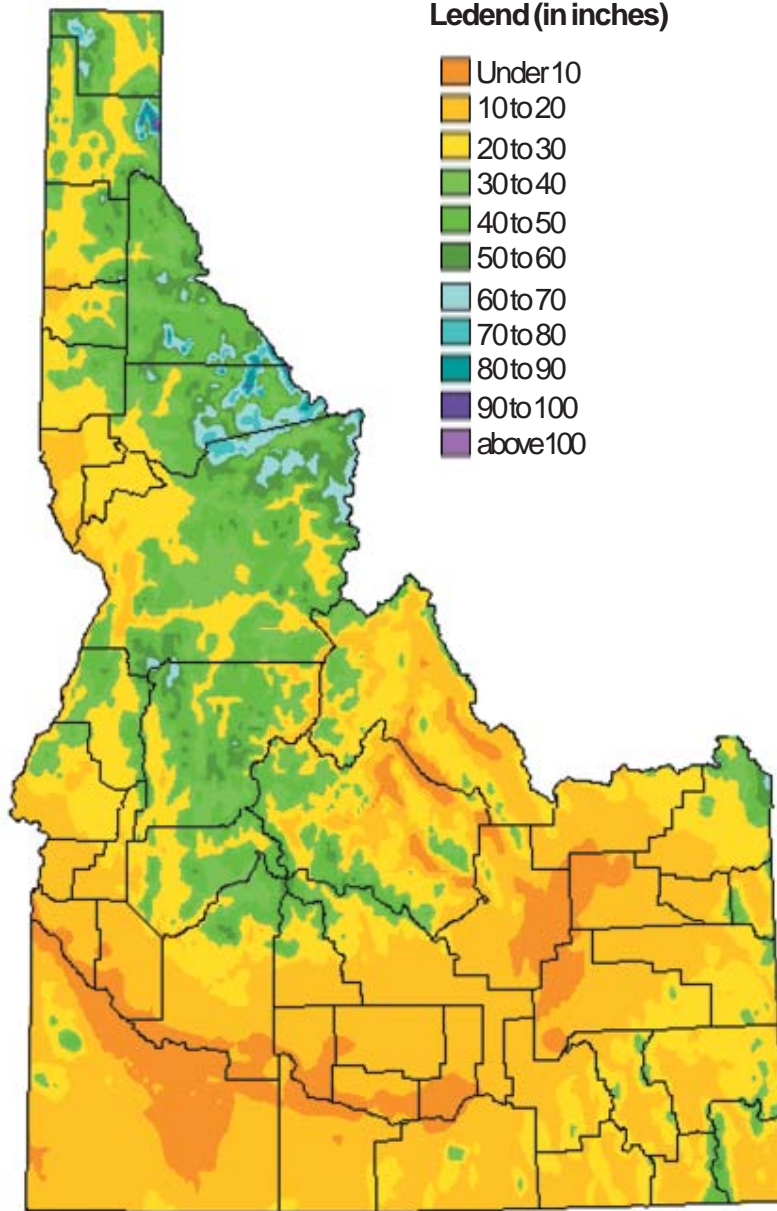 Ledend (in inches)
Under 10
10 to 20
20 to 30
30 to 40
40 to 50
50 to 60
60 to 70
70 to 80
80 to 90
90 to 100
above 100